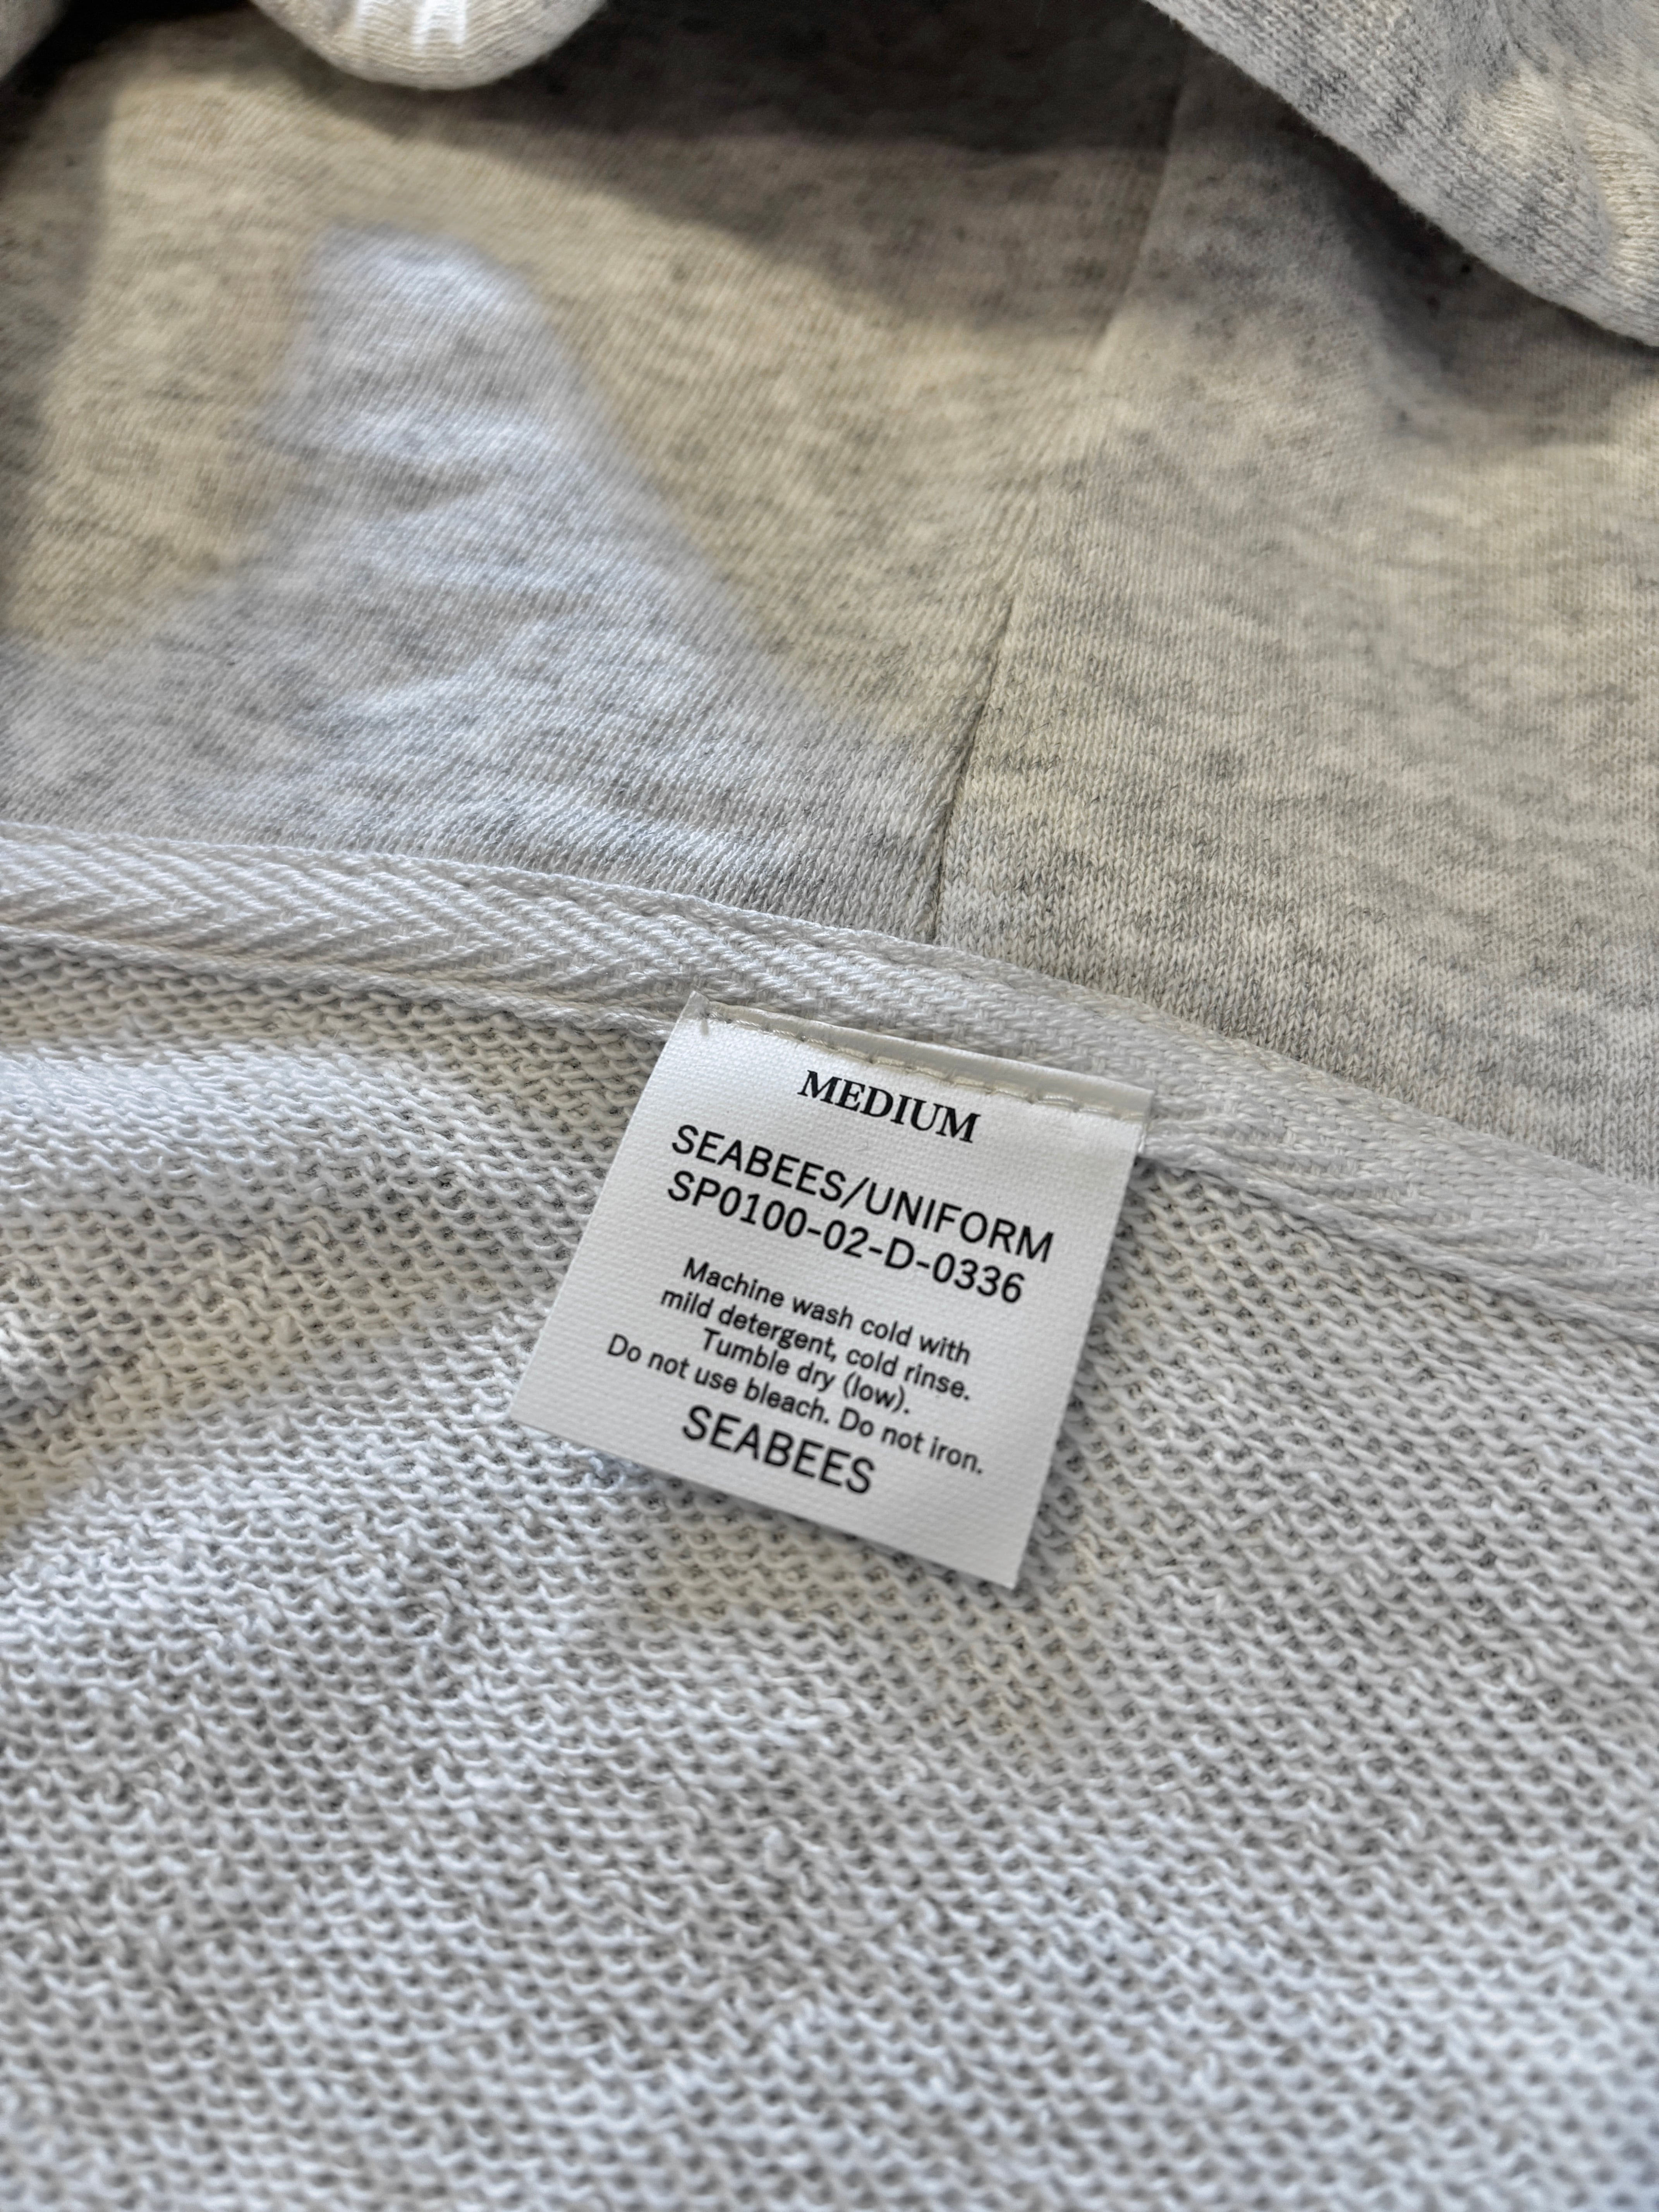 MEDIUM
SEABEES/UNIFORM
SP0100-02-D-0336
Machine wash cold with
mild detergent, cold rinse.
Tumble dry (low).
Do not use bleach. Do not iron.
SEABEES